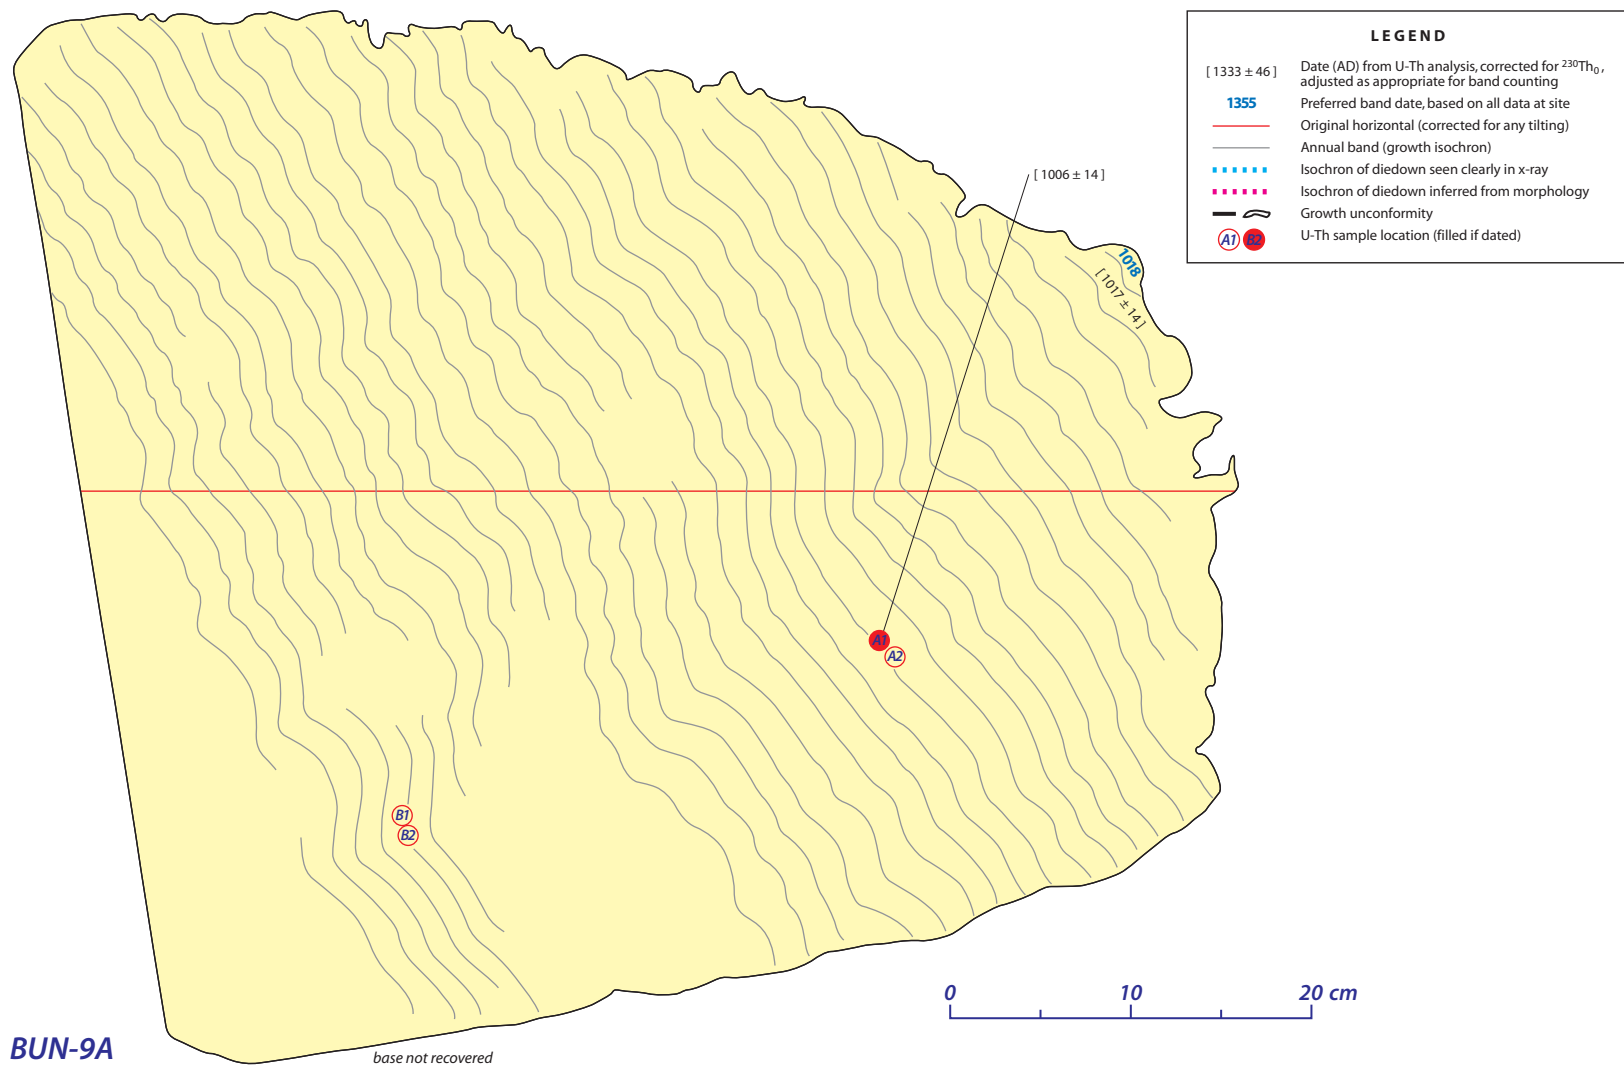 LEGEND
[ 1333 ± 46 ] Date (AD) from U-Th analysis, corrected for ²³⁰Th₀ ,
adjusted as appropriate for band counting
1355 Preferred band date, based on all data at site
Original horizontal (corrected for any tilting)
Annual band (growth isochron)
Isochron of diedown seen clearly in x-ray
Isochron of diedown inferred from morphology
Growth unconformity
A1 B2 U-Th sample location (filled if dated)
[ 1006 ± 14 ]
1018
[ 1017 ± 14 ]
A1
A2
B1
B2
0 10 20 cm
BUN-9A
base not recovered